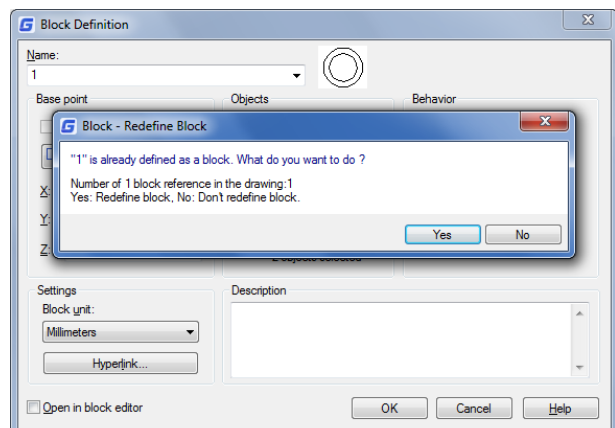 Block Definition
Name:
1
Base point
Objects
Behavior
Block - Redefine Block
"1" is already defined as a block. What do you want to do ?
Number of 1 block reference in the drawing:1
Yes: Redefine block, No: Don't redefine block.
X:
Y:
Z:
Yes
No
Settings
Description
Block unit:
Millimeters
Hyperlink...
Open in block editor
OK
Cancel
Help